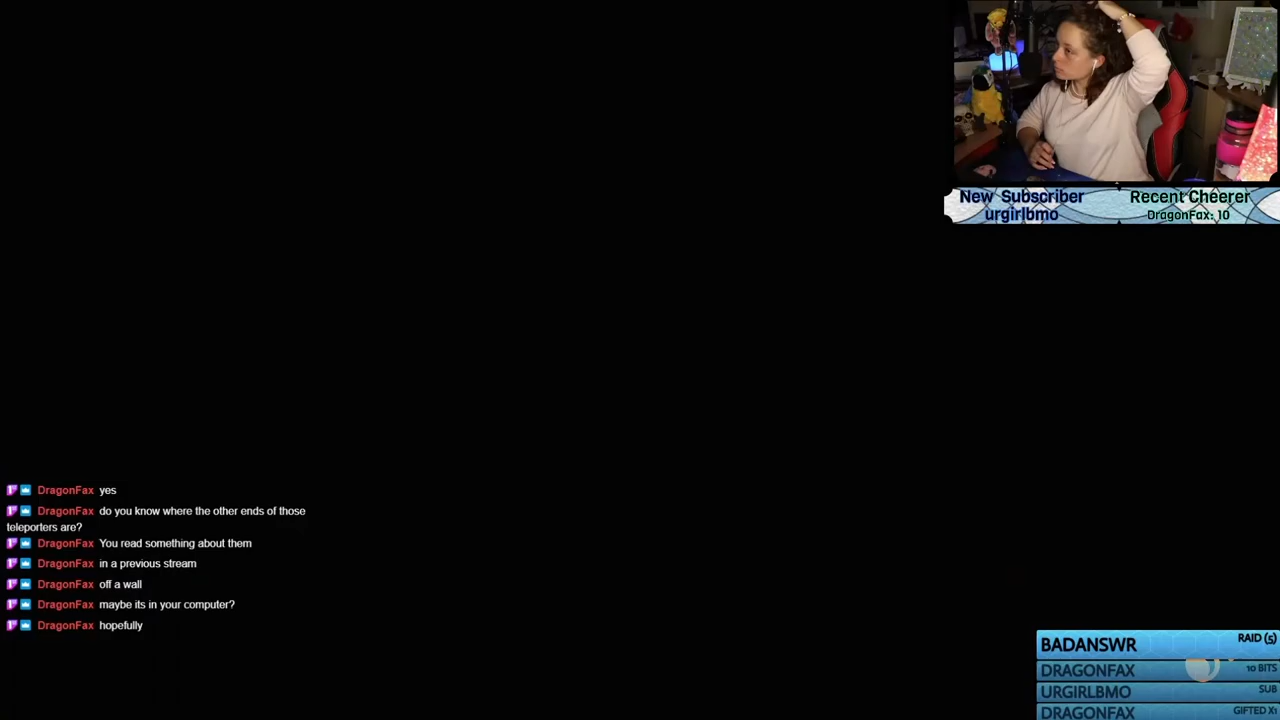 New Subscriber
urgirlbmo
Recent Cheerer
DragonFax: 10
DragonFax yes
DragonFax do you know where the other ends of those
teleporters are?
DragonFax You read something about them
DragonFax in a previous stream
DragonFax off a wall
DragonFax maybe its in your computer?
DragonFax hopefully
BADANSWR RAID (5)
DRAGONFAX 10 BITS
URGIRLBMO SUB
DRAGONFAX GIFTED X1